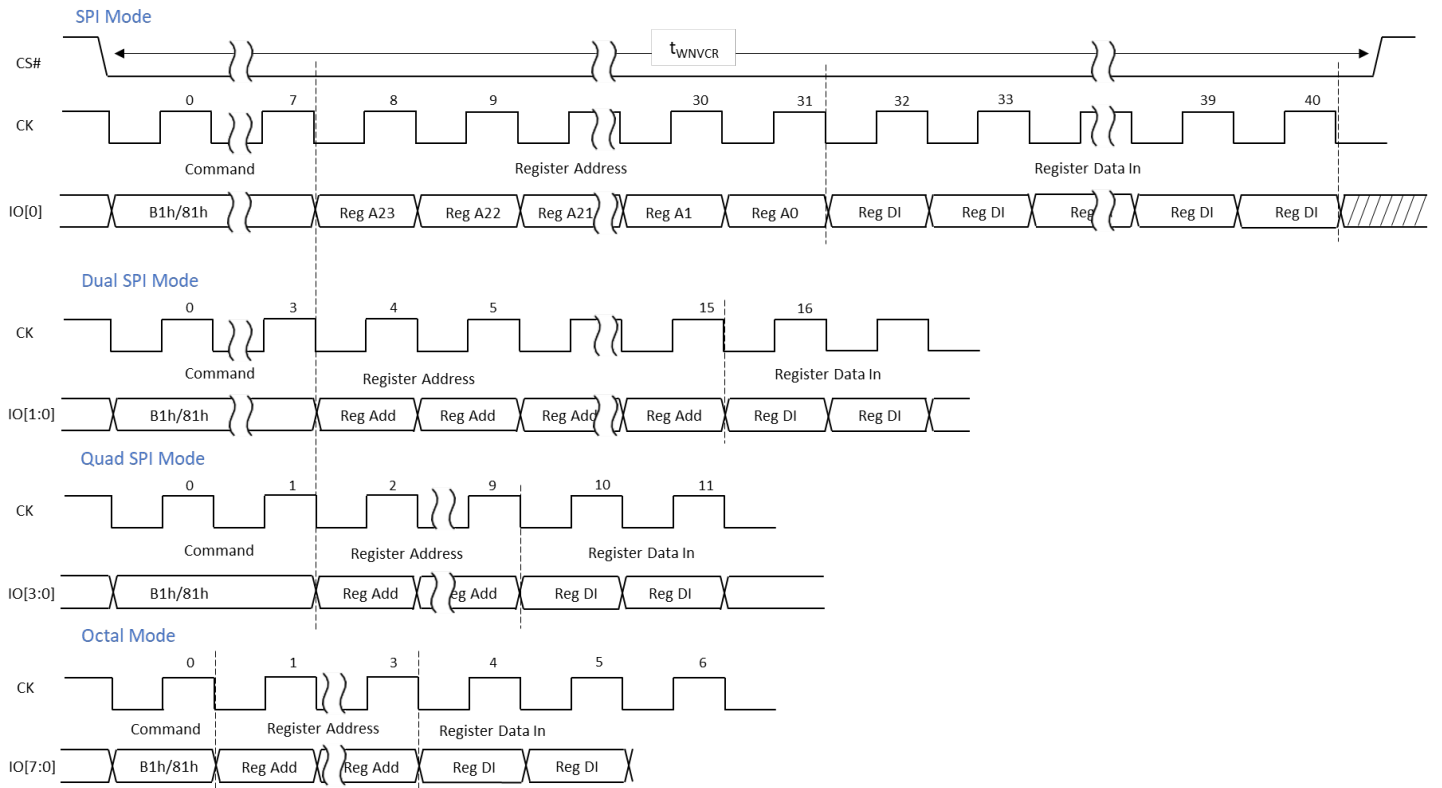 SPI Mode
tWNVCR
CS#
0 7 8 9 30 31 32 33 39 40
CK
Command Register Address Register Data In
IO[0] B1h/81h Reg A23 Reg A22 Reg A21 Reg A1 Reg A0 Reg DI Reg DI Reg Reg DI Reg DI
Dual SPI Mode
0 3 4 5 15 16
CK
Command Register Address Register Data In
IO[1:0] B1h/81h Reg Add Reg Add Reg Add Reg Add Reg DI Reg DI
Quad SPI Mode
0 1 2 9 10 11
CK
Command Register Address Register Data In
IO[3:0] B1h/81h Reg Add eg Add Reg DI Reg DI
Octal Mode
0 1 3 4 5 6
CK
Command Register Address Register Data In
IO[7:0] B1h/81h Reg Add Reg Add Reg DI Reg DI